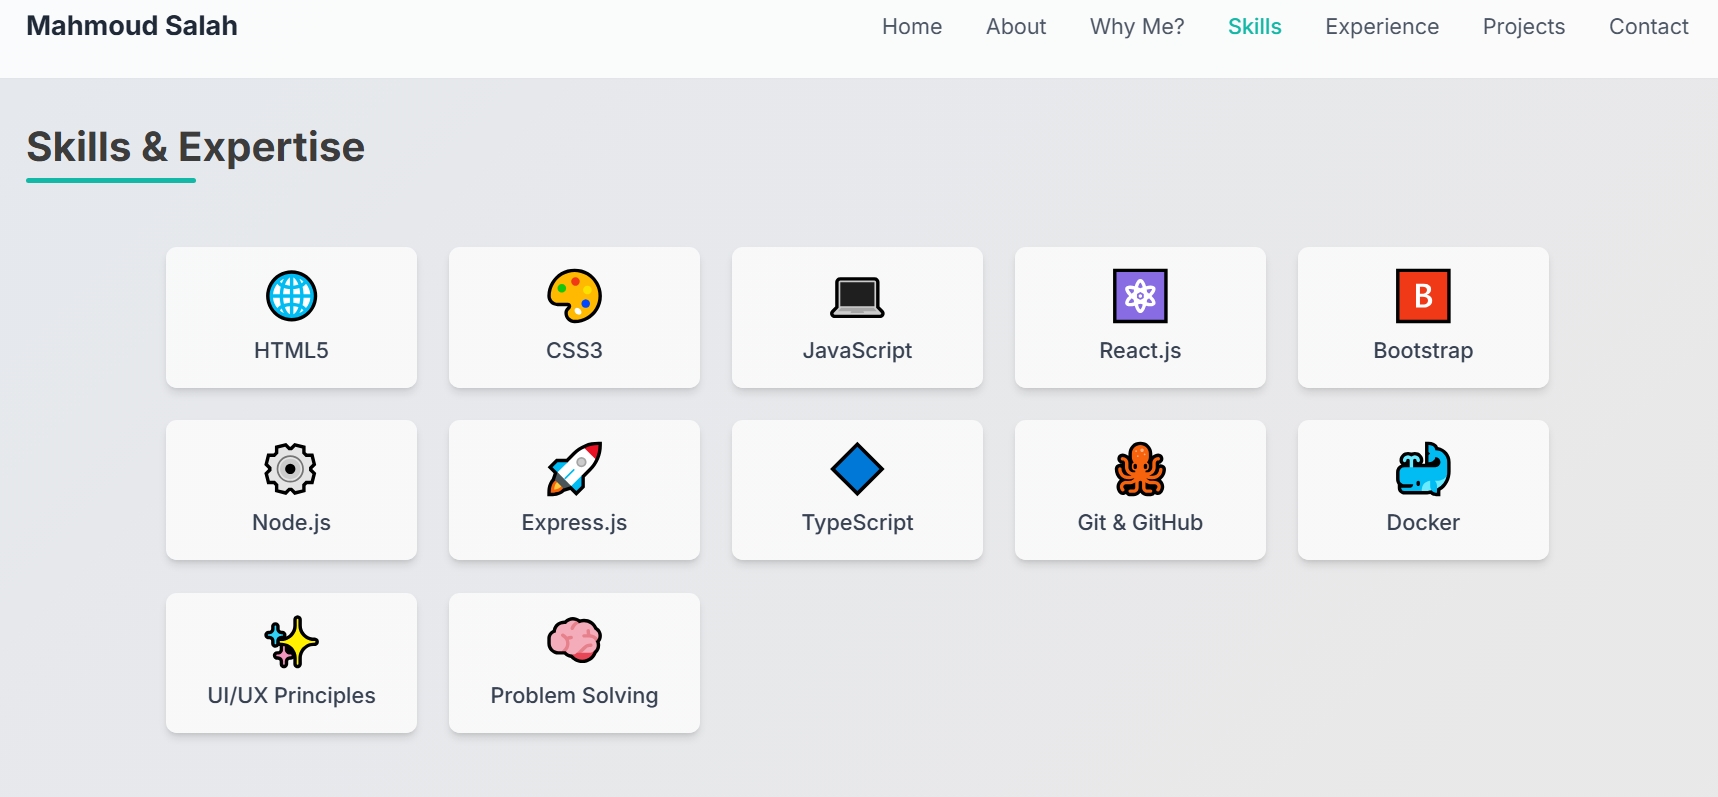 Mahmoud Salah
Home About Why Me? Skills Experience Projects Contact
Skills & Expertise
HTML5 CSS3 JavaScript React.js B Bootstrap
Node.js Express.js TypeScript Git & GitHub Docker
UI/UX Principles Problem Solving